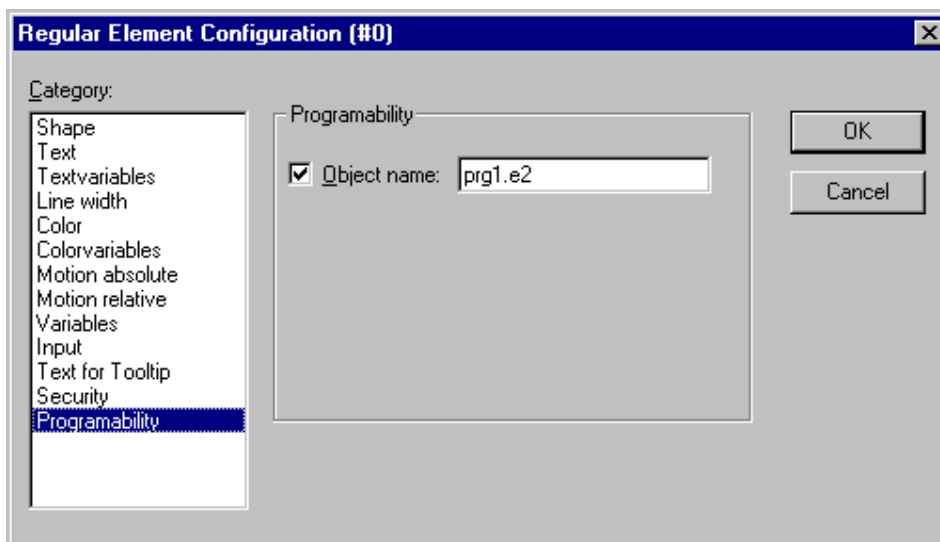 Regular Element Configuration (#0)
Category:
Shape
Text
Textvariables
Line width
Color
Colorvariables
Motion absolute
Motion relative
Variables
Input
Text for Tooltip
Security
Programability
Programability
Object name: prg1.e2
OK
Cancel